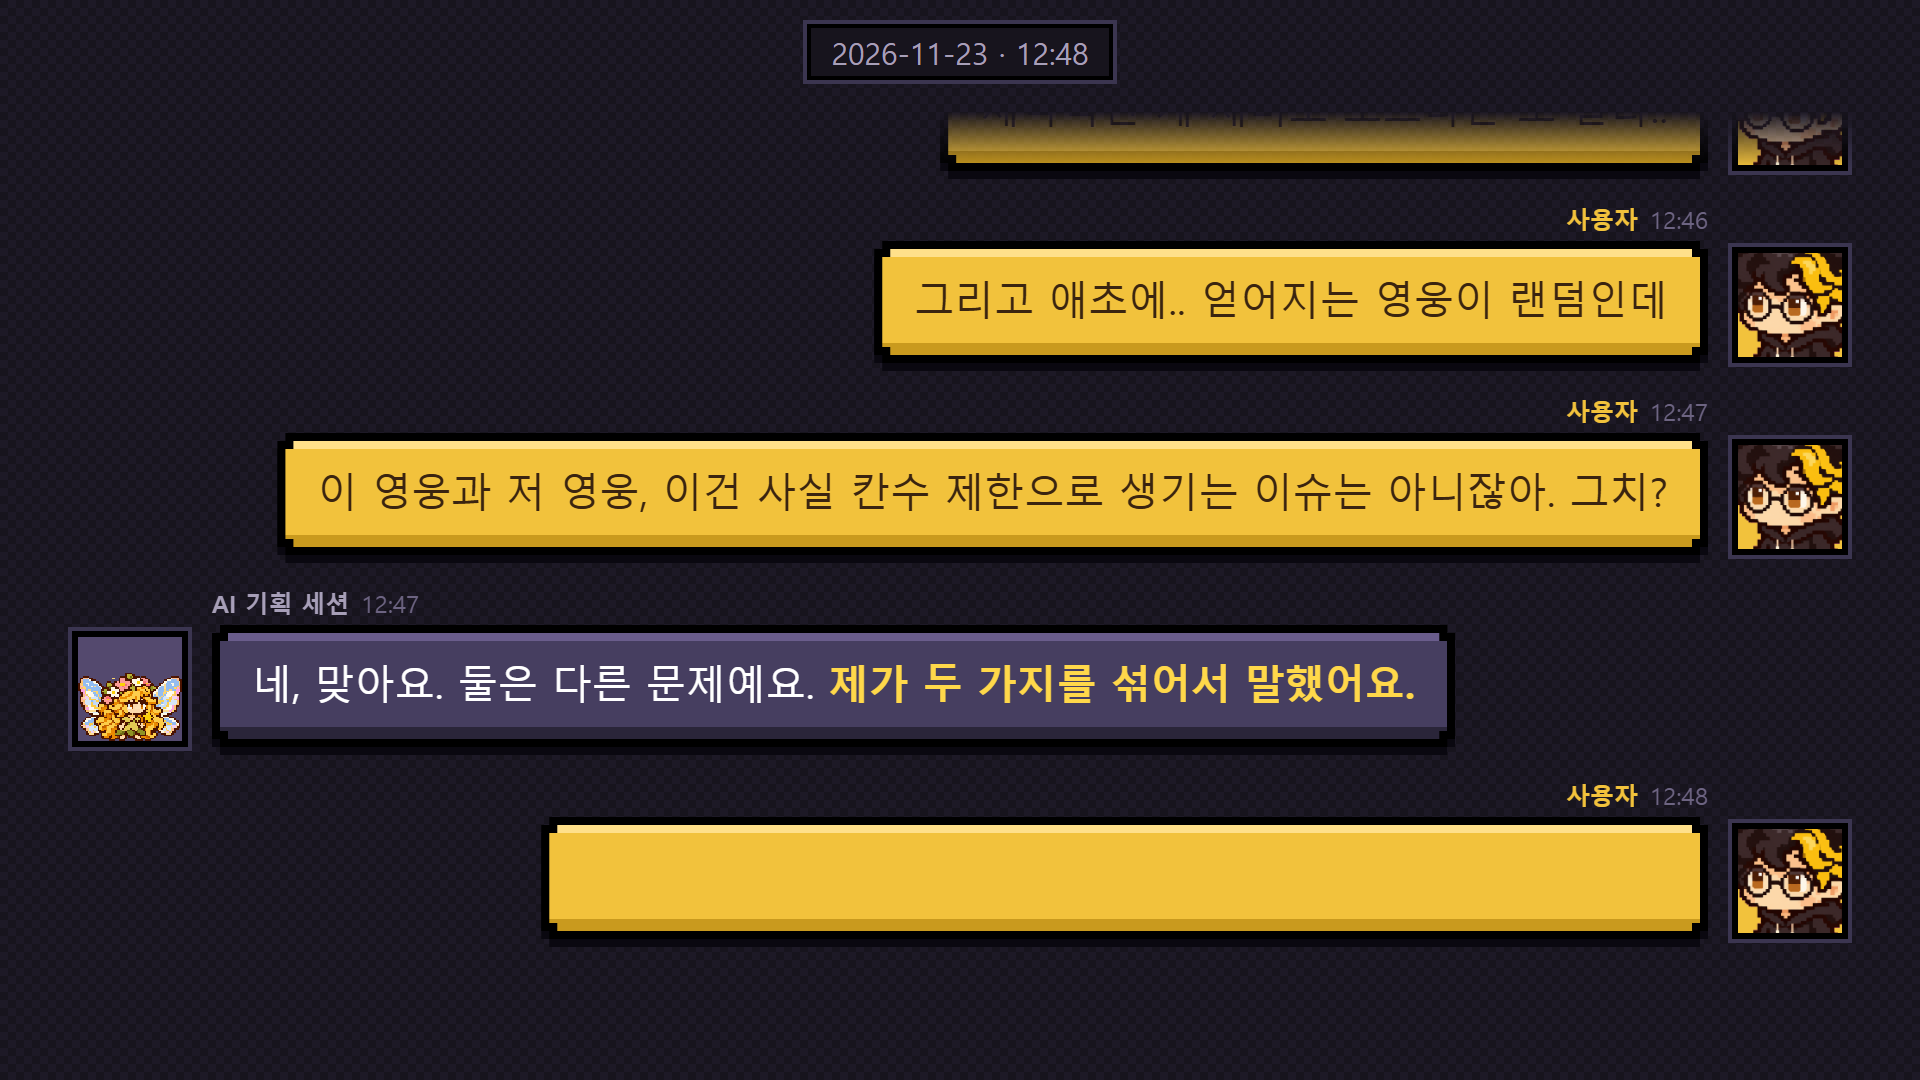 2026-11-23 · 12:48
사용자 12:46
그리고 애초에.. 얻어지는 영웅이 랜덤인데
사용자 12:47
이 영웅과 저 영웅, 이건 사실 칸수 제한으로 생기는 이슈는 아니잖아. 그치?
AI 기획 세션 12:47
네, 맞아요. 둘은 다른 문제예요. 제가 두 가지를 섞어서 말했어요.
사용자 12:48